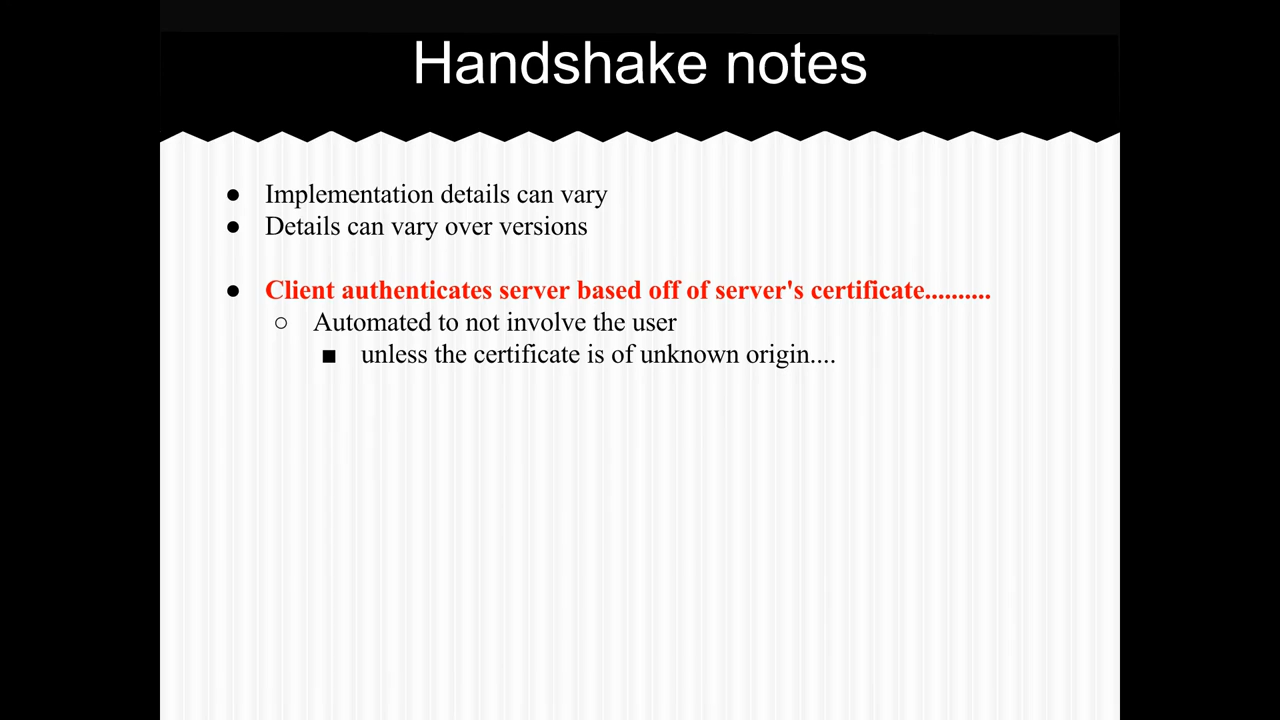 Handshake notes
● Implementation details can vary
● Details can vary over versions
● Client authenticates server based off of server's certificate..........
○ Automated to not involve the user
■ unless the certificate is of unknown origin....